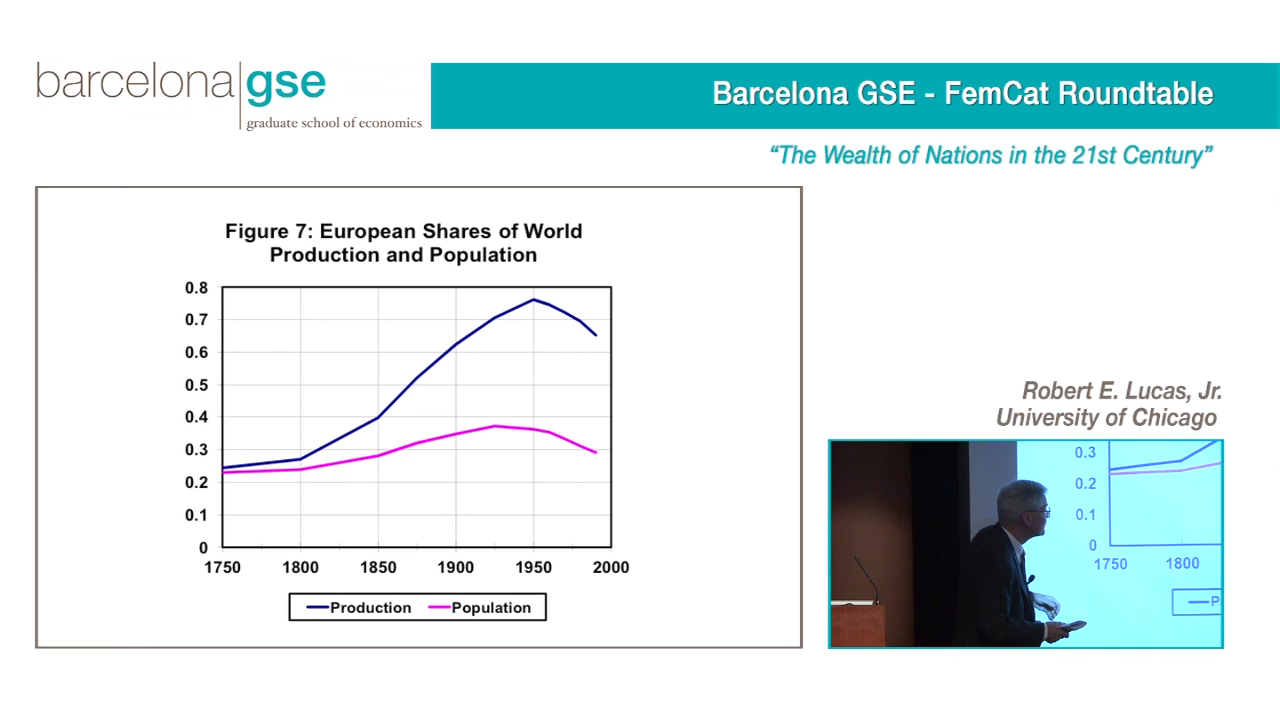 barcelona gse
graduate school of economics
Barcelona GSE - FemCat Roundtable
“The Wealth of Nations in the 21st Century”
Figure 7: European Shares of World
Production and Population
0.8
0.7
0.6
0.5
0.4
0.3
0.2
0.1
0
1750 1800 1850 1900 1950 2000
Production Population
Robert E. Lucas, Jr.
University of Chicago
0.3
0.2
0.1
0
1750 1800
P